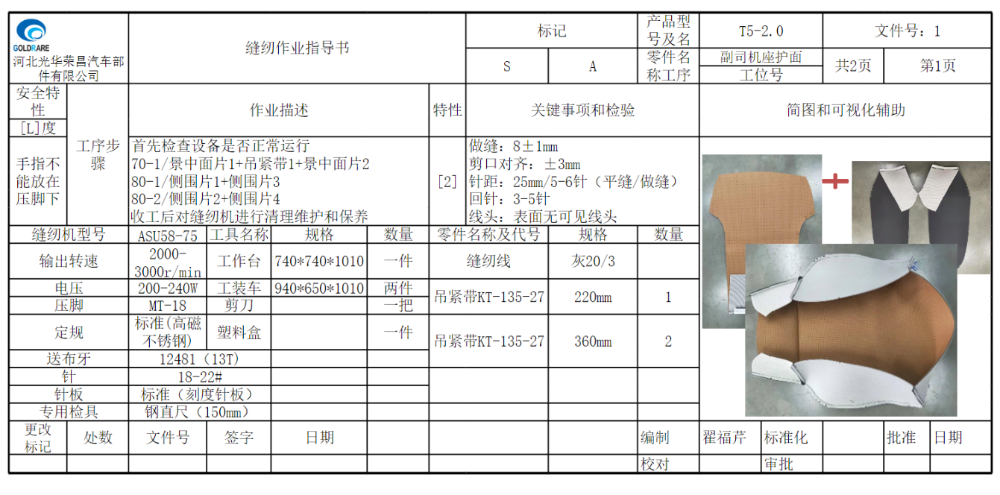 GOLDRARE
河北光华荣昌汽车部
件有限公司
缝纫作业指导书
标记
产品型
号及名
T5-2.0
文件号: 1
S
A
零件名
称工序
副司机座护面
工位号
共2页
第1页
安全特
性
[L]度
工序步
骤
作业描述
特性
关键事项和检验
简图和可视化辅助
手指不
能放在
压脚下
首先检查设备是否正常运行
70-1/景中面片1+吊紧带1+景中面片2
80-1/侧围片1+侧围片3
80-2/侧围片2+侧围片4
收工后对缝纫机进行清理维护和保养
[2]
做缝: 8±1mm
剪口对齐: ±3mm
针距: 25mm/5-6针（平缝/做缝）
回针: 3-5针
线头: 表面无可见线头
缝纫机型号
ASU58-75
工具名称
规格
数量
零件名称及代号
规格
数量
输出转速
2000-
3000r/min
工作台
740*740*1010
一件
缝纫线
灰20/3
电压
200-240W
工装车
940*650*1010
两件
吊紧带KT-135-27
220mm
1
压脚
MT-18
剪刀
一把
定规
标准(高磁
不锈钢)
塑料盒
一件
吊紧带KT-135-27
360mm
2
送布牙
12481（13T)
针
18-22#
针板
标准（刻度针板）
专用检具
钢直尺（150mm）
更改
标记
处数
文件号
签字
日期
编制
翟福芹
标准化
批准
日期
校对
审批